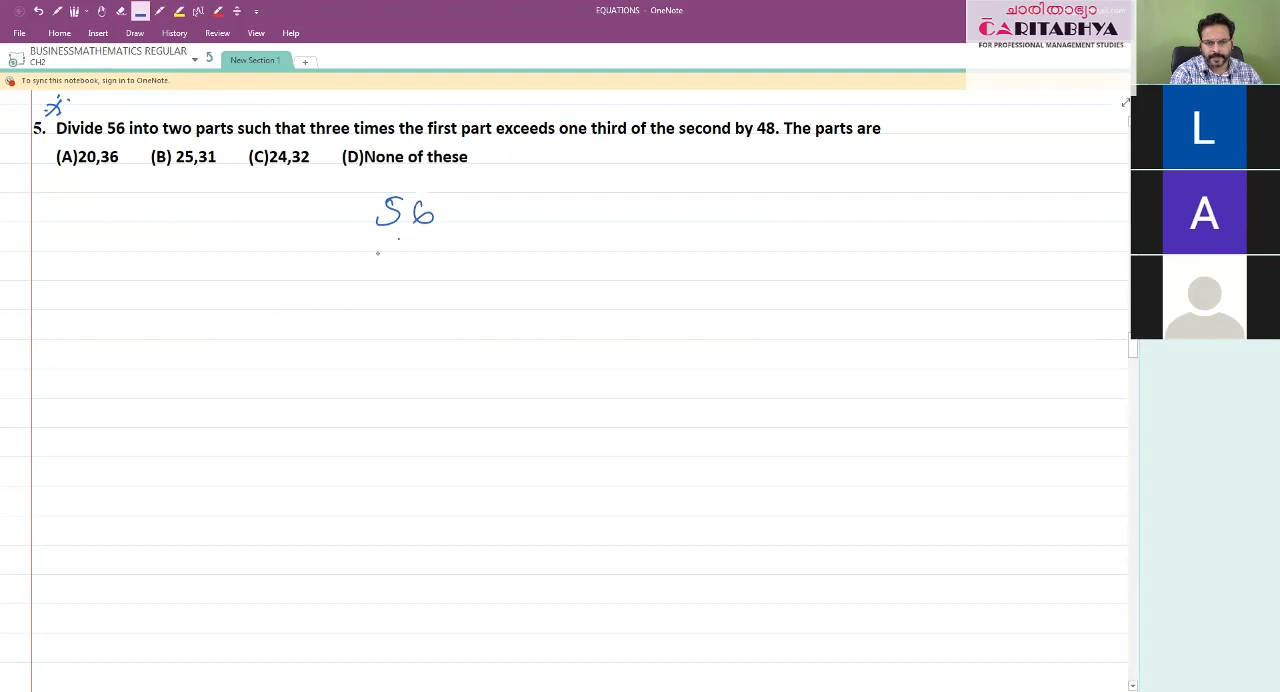 EQUATIONS - OneNote
ചാരിതാഭ്യാ
CARITABHYA
FOR PROFESSIONAL MANAGEMENT STUDIES
File Home Insert Draw History Review View Help
BUSINESSMATHEMATICS REGULAR
CH2
New Section 1
To sync this notebook, sign in to OneNote.
5. Divide 56 into two parts such that three times the first part exceeds one third of the second by 48. The parts are
(A)20,36 (B) 25,31 (C)24,32 (D)None of these
56
L
A